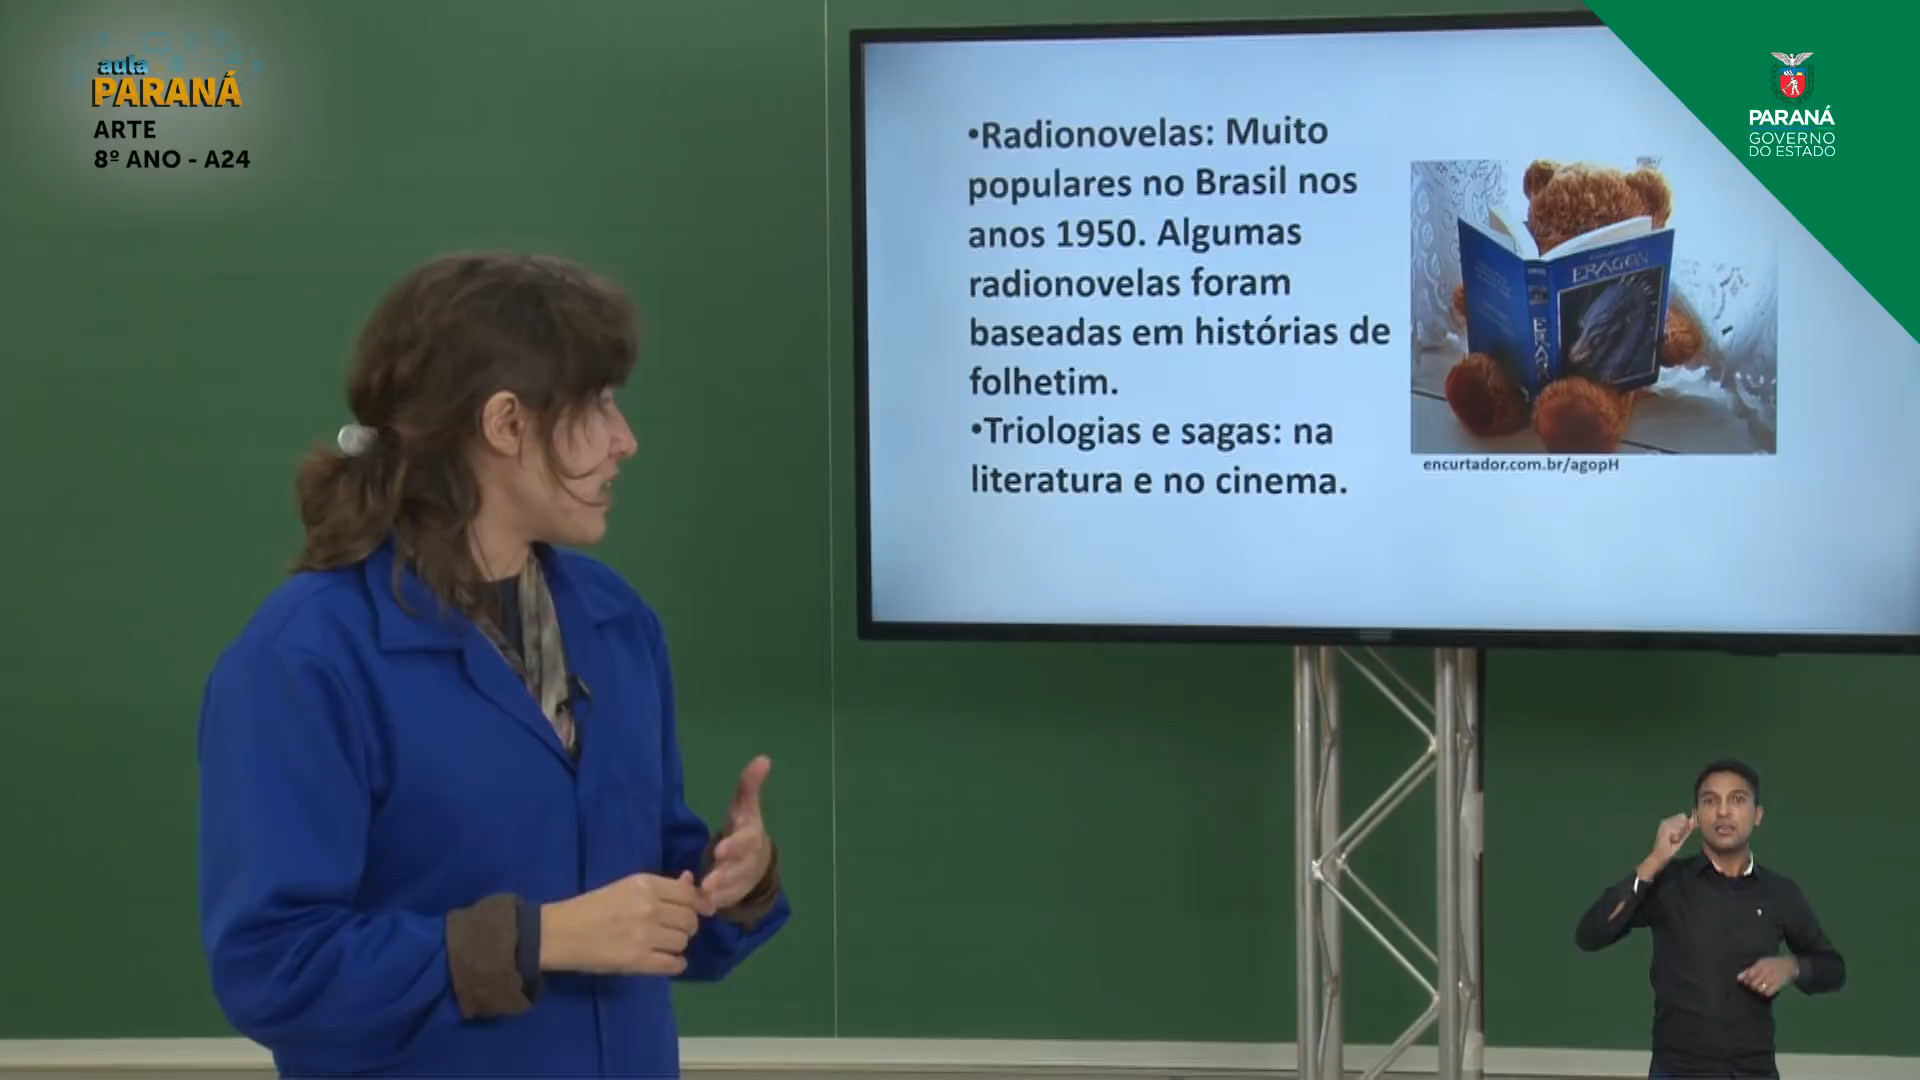 aula
PARANÁ
ARTE
8º ANO - A24
•Radionovelas: Muito
populares no Brasil nos
anos 1950. Algumas
radionovelas foram
baseadas em histórias de
folhetim.
•Triologias e sagas: na
literatura e no cinema.
ERAGON
encurtador.com.br/agopH
PARANÁ
GOVERNO
DO ESTADO